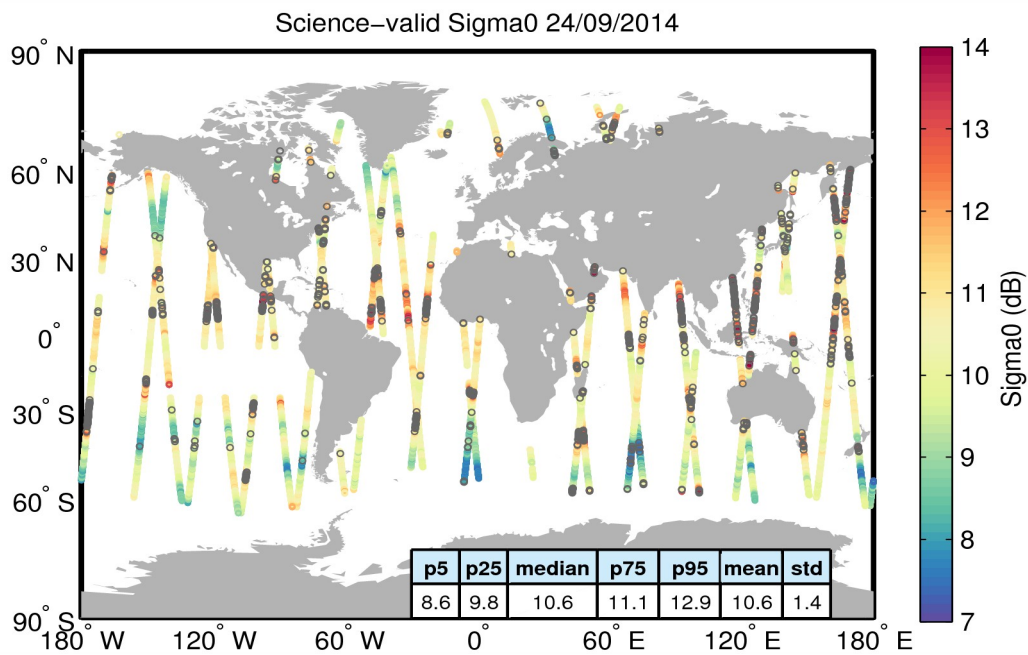 Science−valid Sigma0 24/09/2014
90° N
60° N
30° N
0°
30° S
60° S
90° S
180° W
120° W
60° W
0°
60° E
120° E
180° E
p5 p25 median p75 p95 mean std
8.6 9.8 10.6 11.1 12.9 10.6 1.4
14
13
12
11
10
9
8
7
Sigma0 (dB)